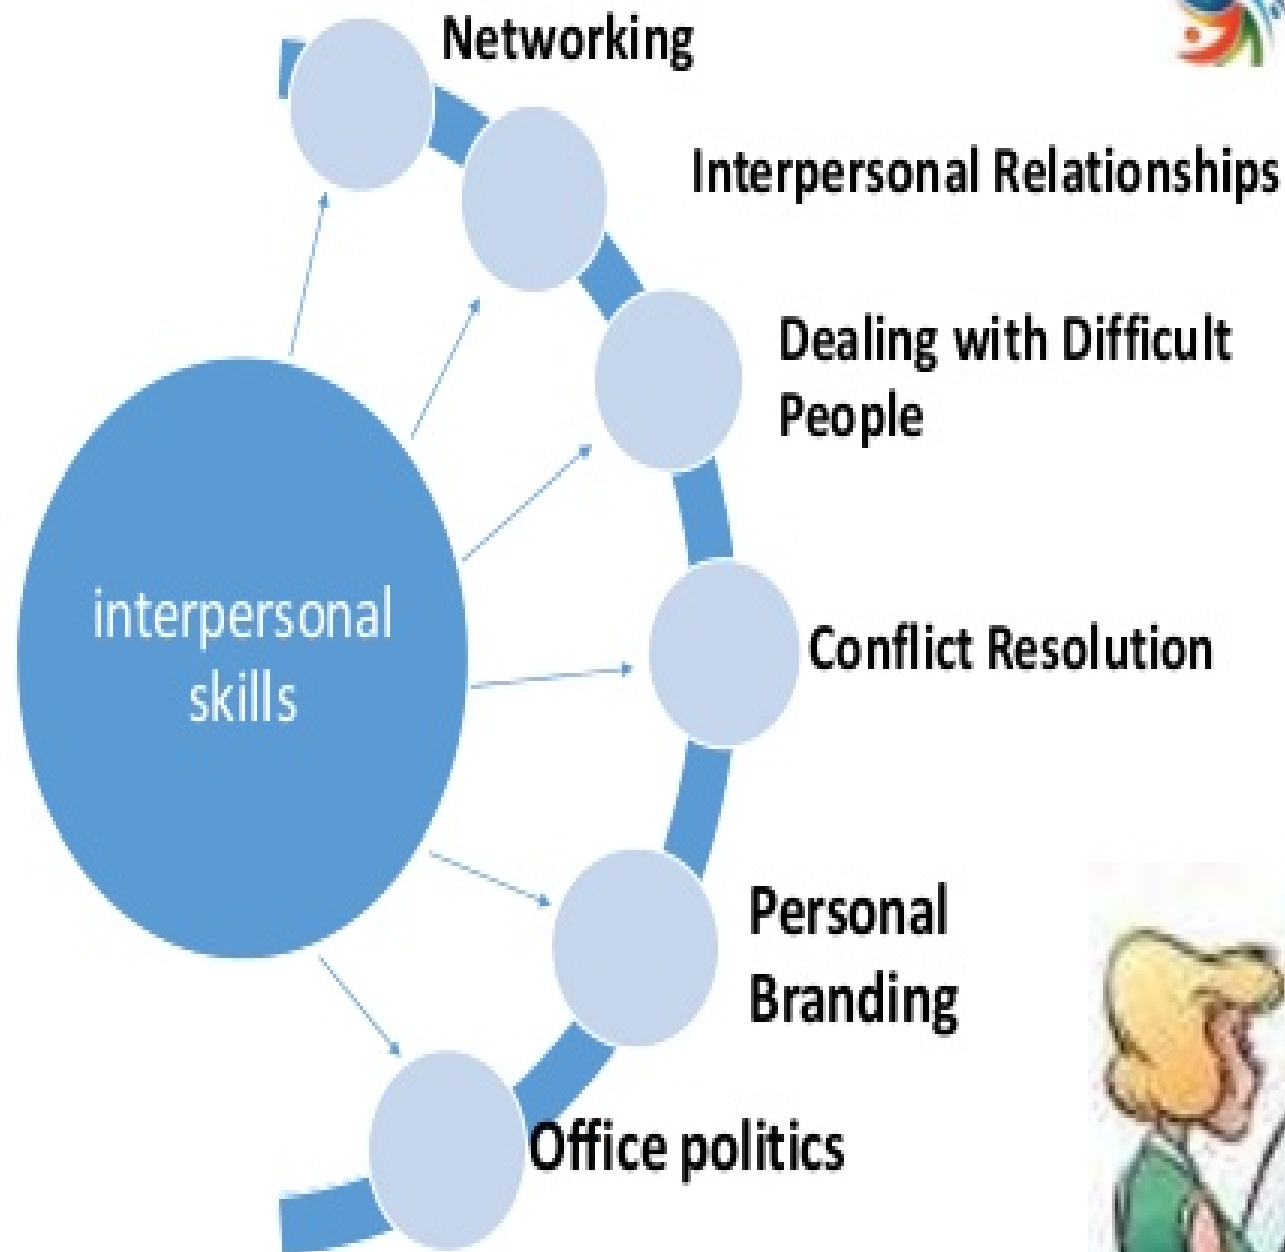 Networking
Interpersonal Relationships
Dealing with Difficult
People
interpersonal
skills
Conflict Resolution
Personal
Branding
Office politics